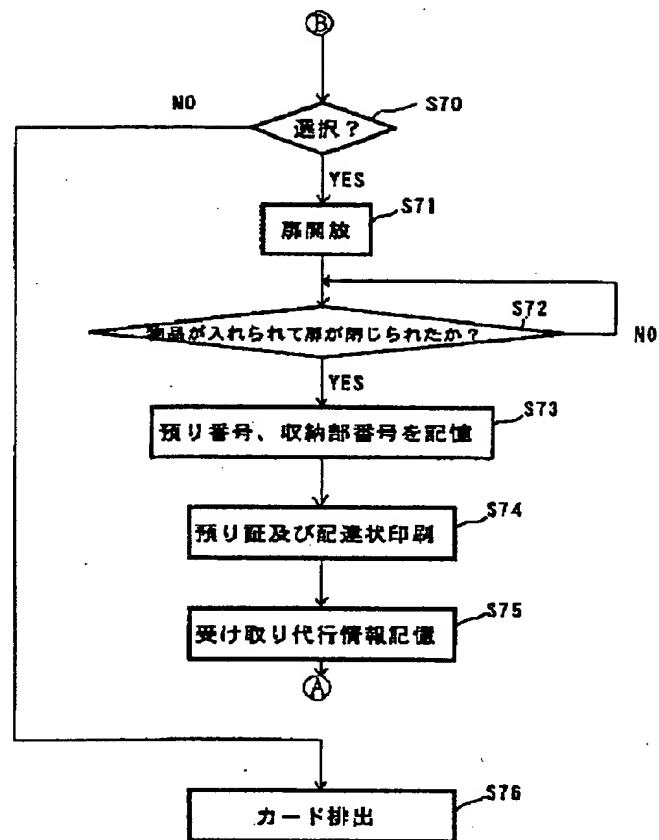 B
NO
S70
選択？
YES
S71
扉開放
S72
物品が入れられて扉が閉じられたか？
NO
YES
S73
預り番号、収納部番号を記憶
S74
預り証及び配達状印刷
S75
受け取り代行情報記憶
A
S76
カード排出